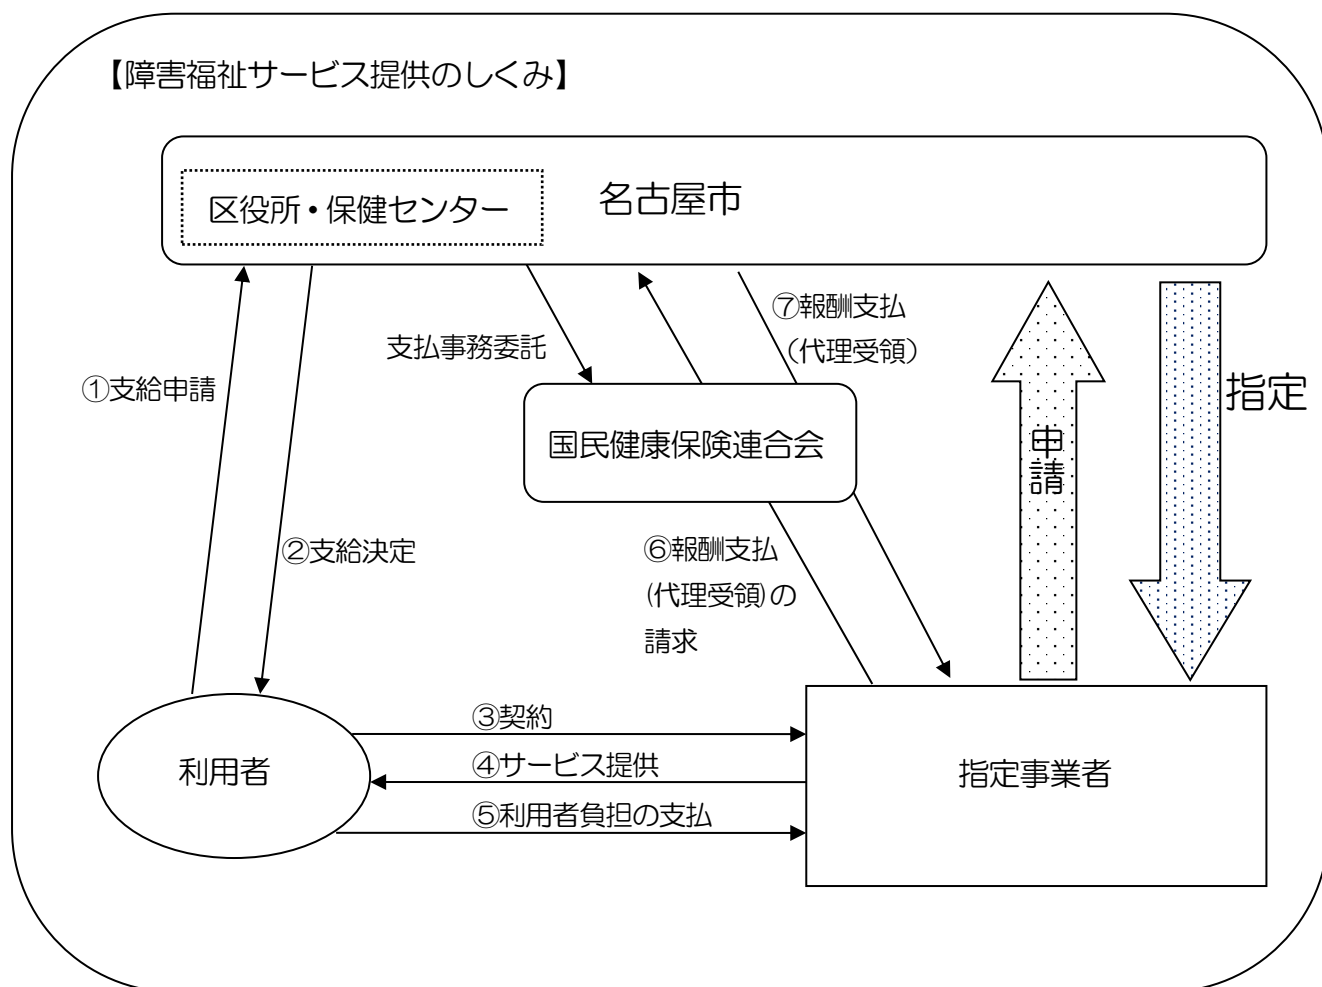 【障害福祉サービス提供のしくみ】
区役所・保健センター
名古屋市
⑦報酬支払
（代理受領）
支払事務委託
①支給申請
指定
国民健康保険連合会
申請
②支給決定
⑥報酬支払
(代理受領)の
請求
③契約
④サービス提供
⑤利用者負担の支払
利用者
指定事業者